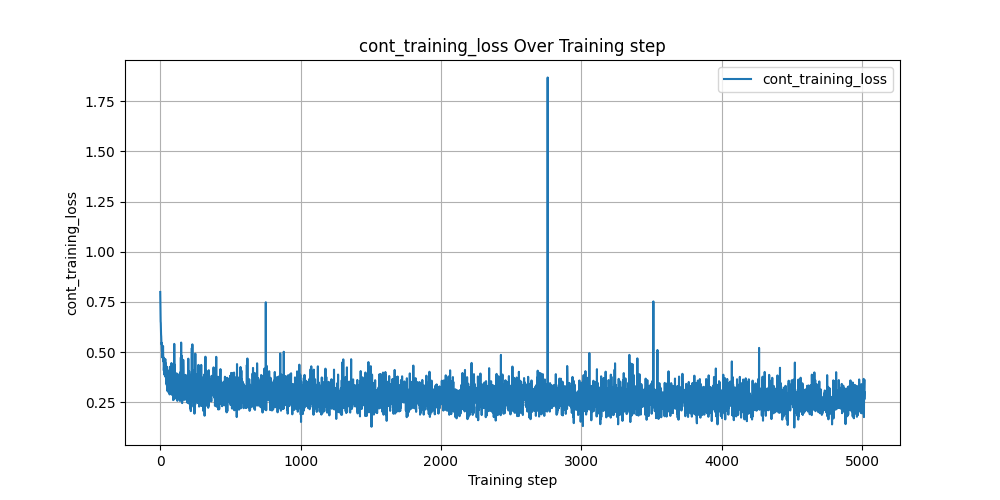 cont_training_loss Over Training step
cont_training_loss
1.75
1.50
1.25
1.00
0.75
0.50
0.25
cont_training_loss
0 1000 2000 3000 4000 5000
Training step